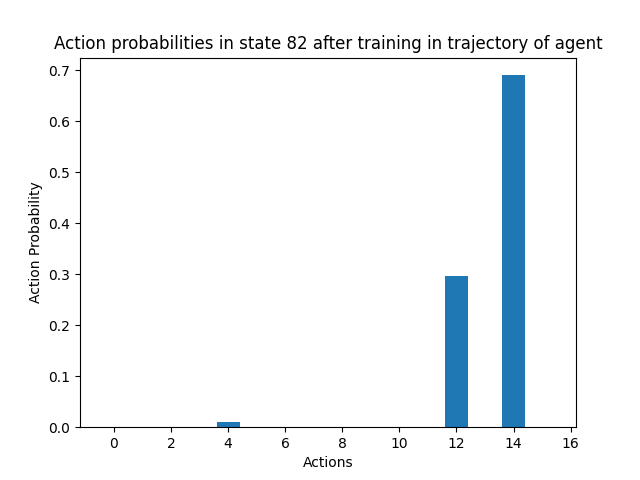 Action probabilities in state 82 after training in trajectory of agent
0.7
0.6
0.5
0.4
0.3
0.2
0.1
0.0
Action Probability
0 2 4 6 8 10 12 14 16
Actions